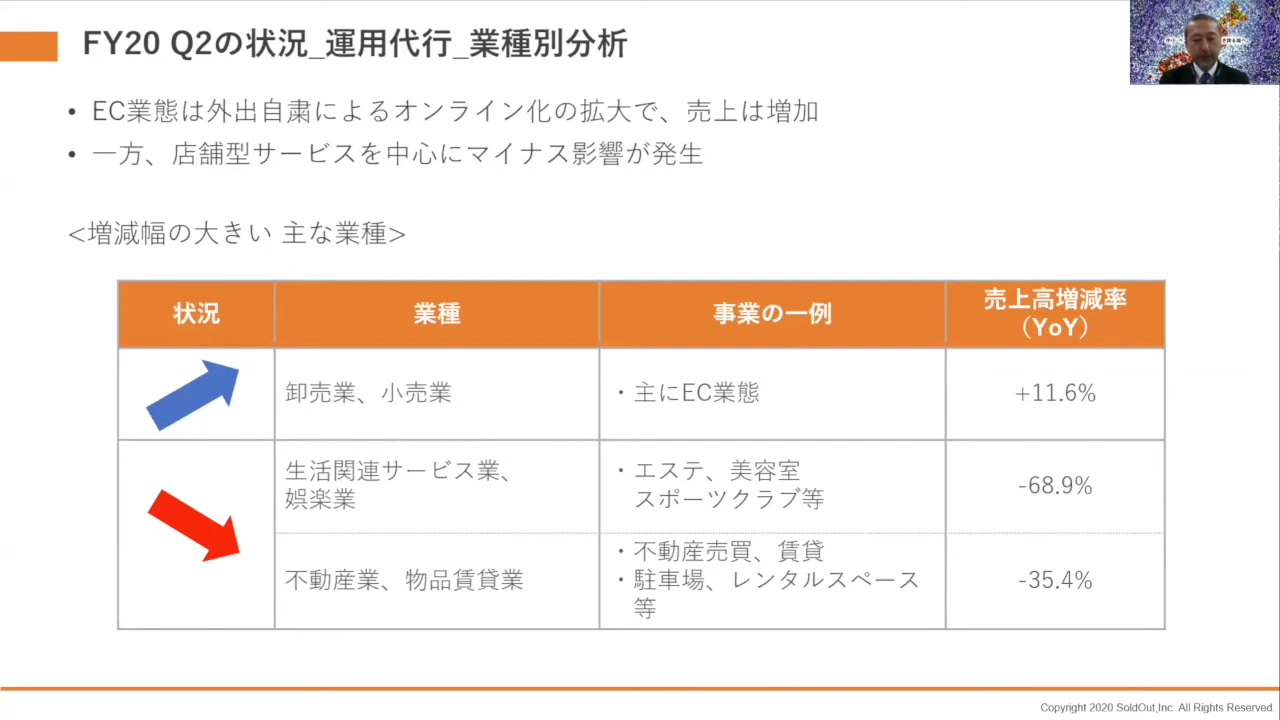 FY20 Q2の状況_運用代行_業種別分析
• EC業態は外出自粛によるオンライン化の拡大で、売上は増加
• 一方、店舗型サービスを中心にマイナス影響が発生
<増減幅の大きい 主な業種>
状況
業種
事業の一例
売上高増減率
（YoY）
卸売業、小売業
・主にEC業態
+11.6%
生活関連サービス業、
娯楽業
・エステ、美容室
スポーツクラブ等
-68.9%
不動産業、物品賃貸業
・不動産売買、賃貸
・駐車場、レンタルスペース
等
-35.4%
Copyright 2020 SoldOut,Inc. All Rights Reserved.